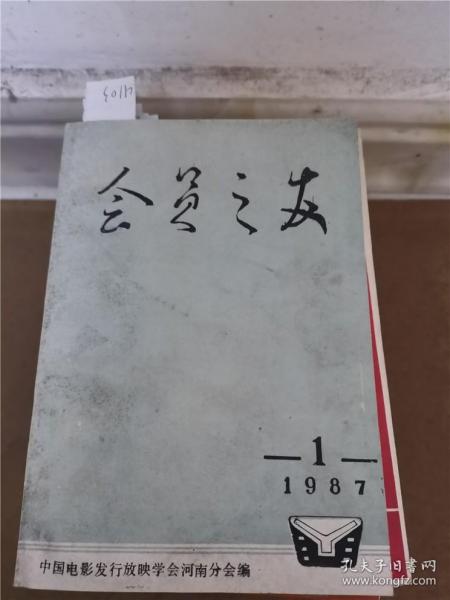 41103
会员之友
—1—
1987
中国电影发行放映学会河南分会编
孔夫子旧书网
www.kongfz.com